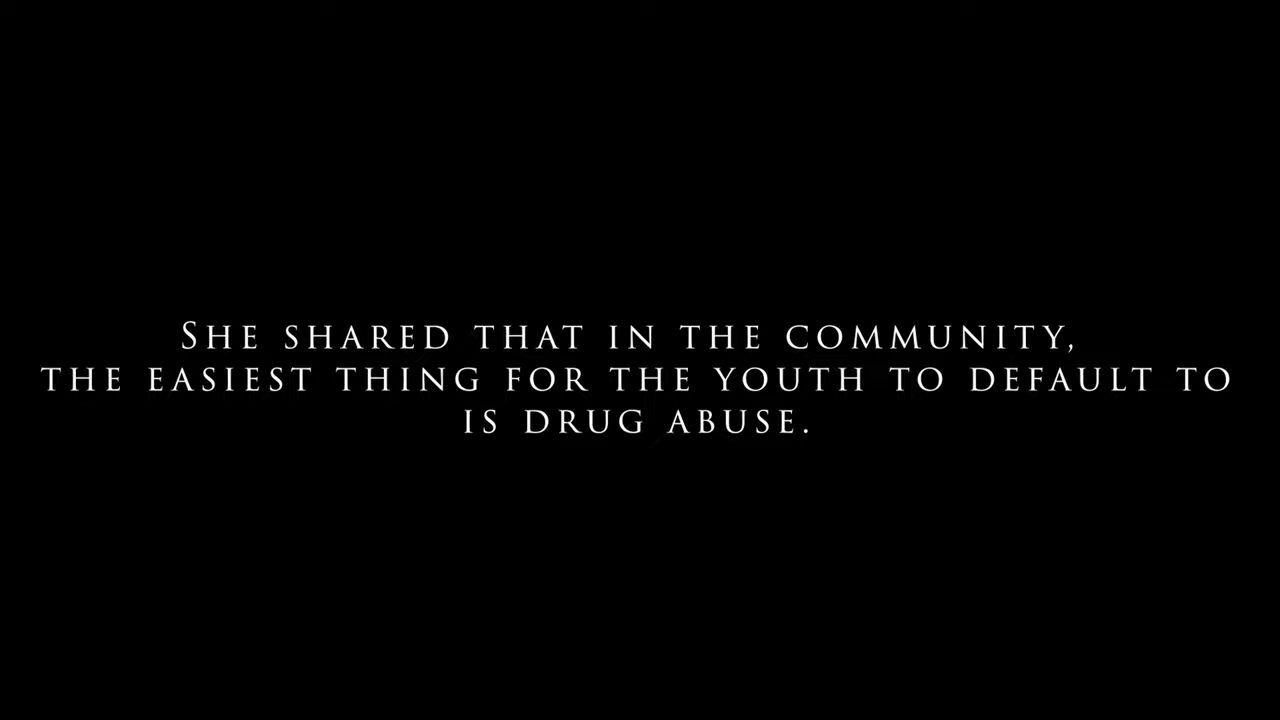 She shared that in the community,
the easiest thing for the youth to default to
is drug abuse.